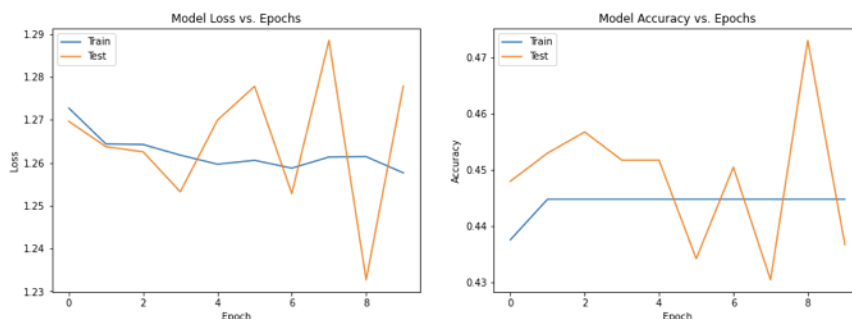 Model Loss vs. Epochs
Train
Test
1.29
1.28
1.27
1.26
1.25
1.24
1.23
Loss
0
2
4
6
8
Epoch
Model Accuracy vs. Epochs
Train
Test
0.47
0.46
0.45
0.44
0.43
Accuracy
0
2
4
6
8
Epoch